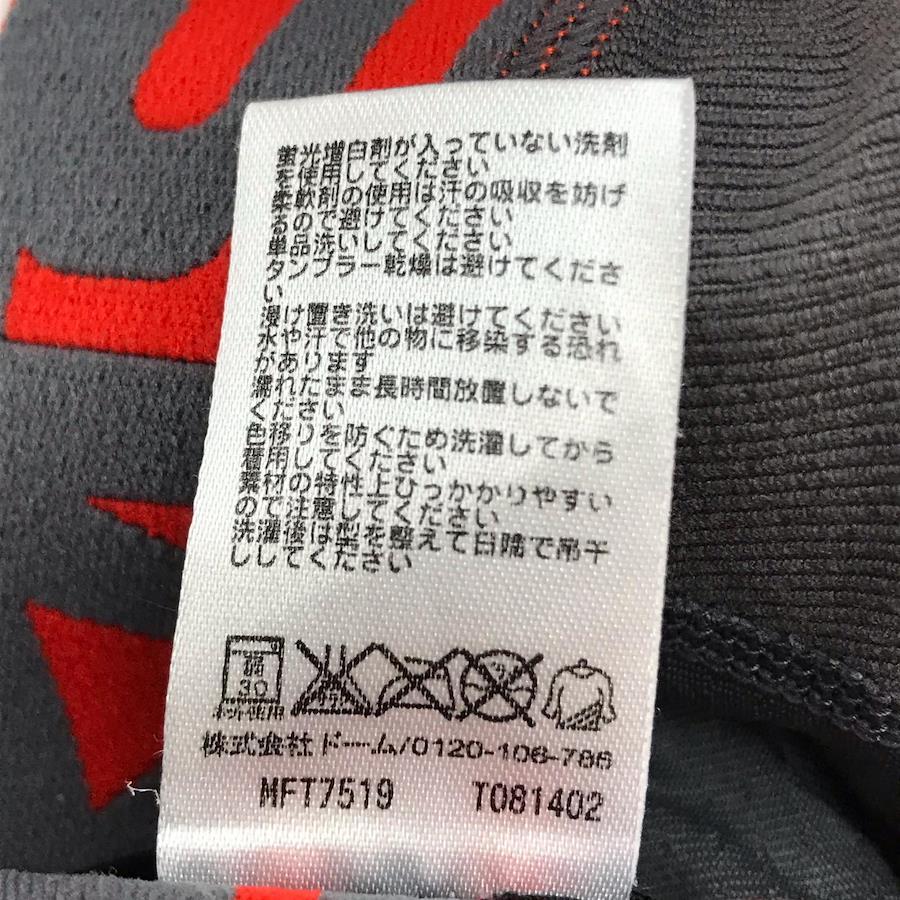 蛍光増白剤が入っていない洗剤
を使用してください
柔軟剤の使用は汗の吸収を妨げ
るので避けてください
単品洗いしてください
タンブラー乾燥は避けてくださ
い
浸け置き洗いは避けてください
水や汗で他の物に移染する恐れ
があります
濡れたまま長時間放置しないで
ください
色移りを防ぐため洗濯してから
着用してください
素材の特性上ひっかかりやすい
ので注意してください
洗濯後は型を整えて日陰で吊干
ししてください
弱
30
ネット使用
株式会社ドーム/0120-106-786
MFT7519 T081402